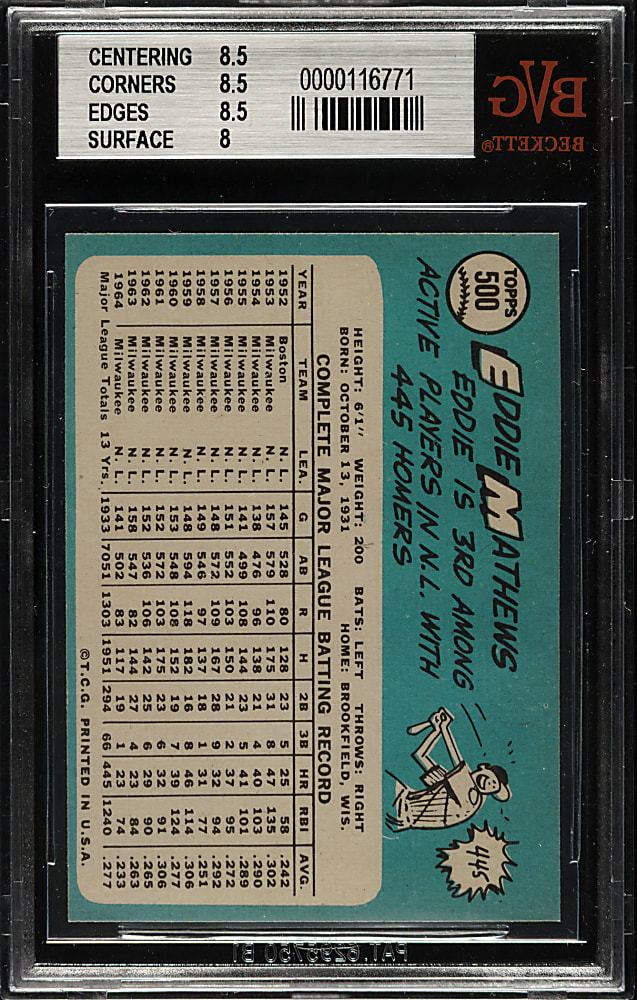 CENTERING 8.5
CORNERS 8.5
EDGES 8.5
SURFACE 8
0000116771
BVG
BECKETT®
TOPPS
500
EDDIE MATHEWS
EDDIE IS 3RD AMONG
ACTIVE PLAYERS IN N.L. WITH
445 HOMERS
445
HEIGHT: 6'1" WEIGHT: 200 BATS: LEFT THROWS: RIGHT
BORN: OCTOBER 13, 1931 HOME: BROOKFIELD, WIS.
COMPLETE MAJOR LEAGUE BATTING RECORD
YEAR TEAM LEA. G AB R H 2B 3B HR RBI AVG.
1952 Boston N. L. 145 528 80 128 23 5 25 58 .242
1953 Milwaukee N. L. 157 579 110 175 31 8 47 135 .302
1954 Milwaukee N. L. 138 476 96 138 21 4 40 103 .290
1955 Milwaukee N. L. 141 499 108 144 23 5 41 101 .289
1956 Milwaukee N. L. 151 552 103 150 21 2 37 95 .272
1957 Milwaukee N. L. 148 572 109 167 28 9 32 94 .292
1958 Milwaukee N. L. 149 546 97 137 18 1 31 77 .251
1959 Milwaukee N. L. 148 594 118 182 16 8 46 114 .306
1960 Milwaukee N. L. 153 548 108 152 19 7 39 124 .277
1961 Milwaukee N. L. 152 572 103 175 23 6 32 91 .306
1962 Milwaukee N. L. 152 536 106 142 25 6 29 90 .265
1963 Milwaukee N. L. 158 547 82 144 27 4 23 84 .263
1964 Milwaukee N. L. 141 502 83 117 19 1 23 74 .233
Major League Totals 13 Yrs. 1933 7051 1303 1951 294 66 445 1240 .277
©T.C.G. PRINTED IN U.S.A.
PAT. 6295750 B1